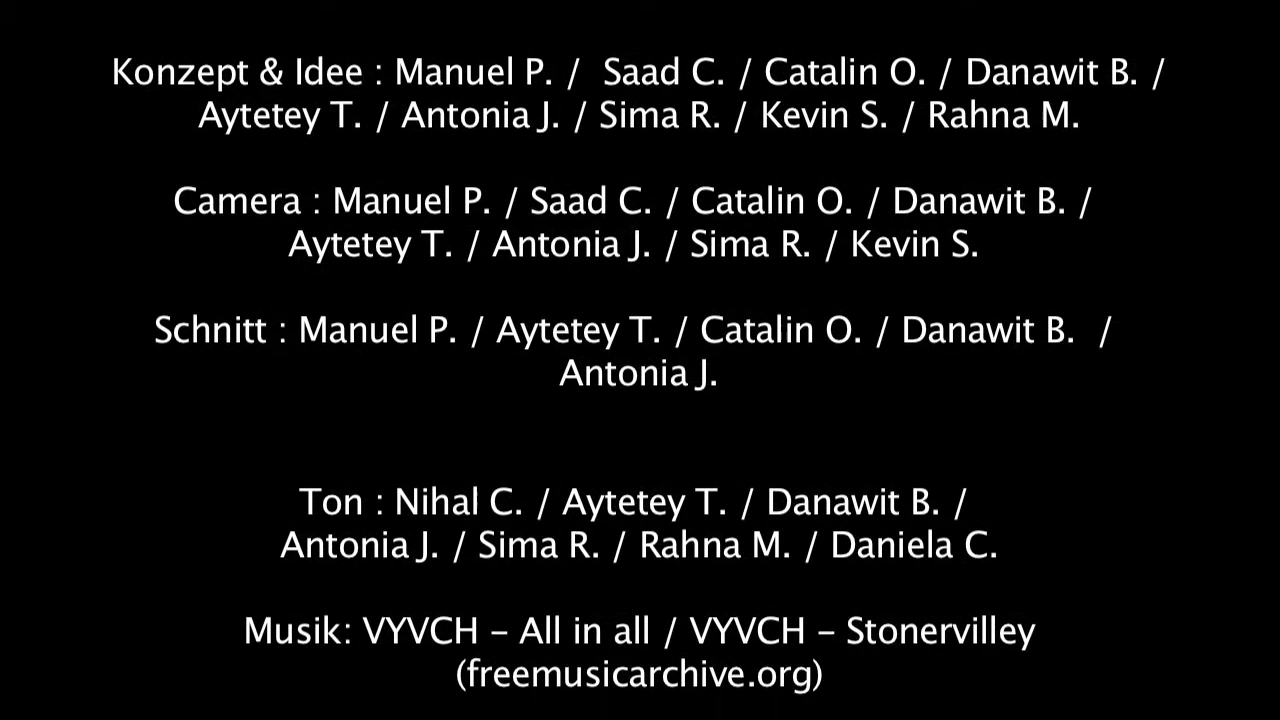 Konzept & Idee : Manuel P. /  Saad C. / Catalin O. / Danawit B. /
Aytetey T. / Antonia J. / Sima R. / Kevin S. / Rahna M.
Camera : Manuel P. / Saad C. / Catalin O. / Danawit B. /
Aytetey T. / Antonia J. / Sima R. / Kevin S.
Schnitt : Manuel P. / Aytetey T. / Catalin O. / Danawit B.  /
Antonia J.
Ton : Nihal C. / Aytetey T. / Danawit B. /
Antonia J. / Sima R. / Rahna M. / Daniela C.
Musik: VYVCH – All in all / VYVCH – Stonervilley
(freemusicarchive.org)